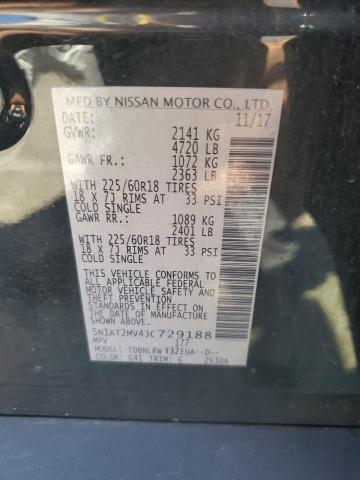 MFD BY NISSAN MOTOR CO., LTD.
DATE: 11/17
GVWR: 2141 KG
4720 LB
GAWR FR.: 1072 KG
2363 LB
WITH 225/60R18 TIRES
18 X 7J RIMS AT 33 PSI
COLD SINGLE
GAWR RR.: 1089 KG
2401 LB
WITH 225/60R18 TIRES
18 X 7J RIMS AT 33 PSI
COLD SINGLE
THIS VEHICLE CONFORMS TO
ALL APPLICABLE FEDERAL
MOTOR VEHICLE SAFETY
STANDARDS IN EFFECT ON
THE DATE OF MANUFACTURE
SHOWN ABOVE.
5N1AT2MV4JC729188
MPV 177
MODEL: TDBNLRWT32EUA--D--
COLOR: G41 TRIM: G 2530A